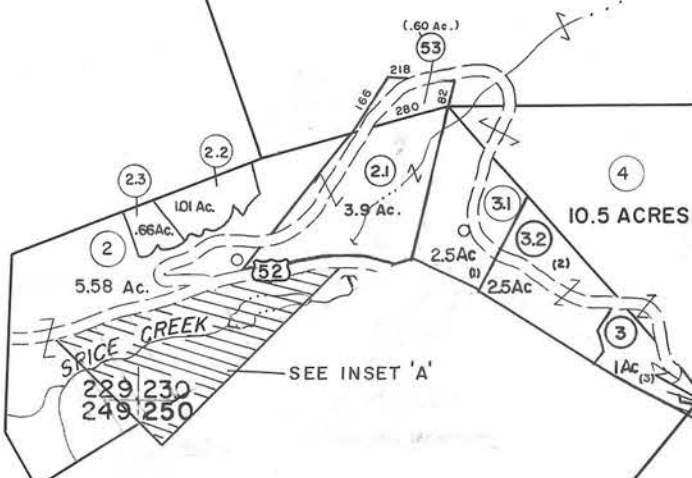 (.60 Ac.)
53
218
166
82
280
2.2
2.3
2.1
1.01 Ac.
.66Ac.
3.9 Ac.
4
10.5 ACRES
3.1
3.2
2
5.58 Ac.
52
2.5Ac
(1)
(2)
2.5Ac
3
1Ac.
(3)
SPICE CREEK
SEE INSET 'A'
229 230
249 250